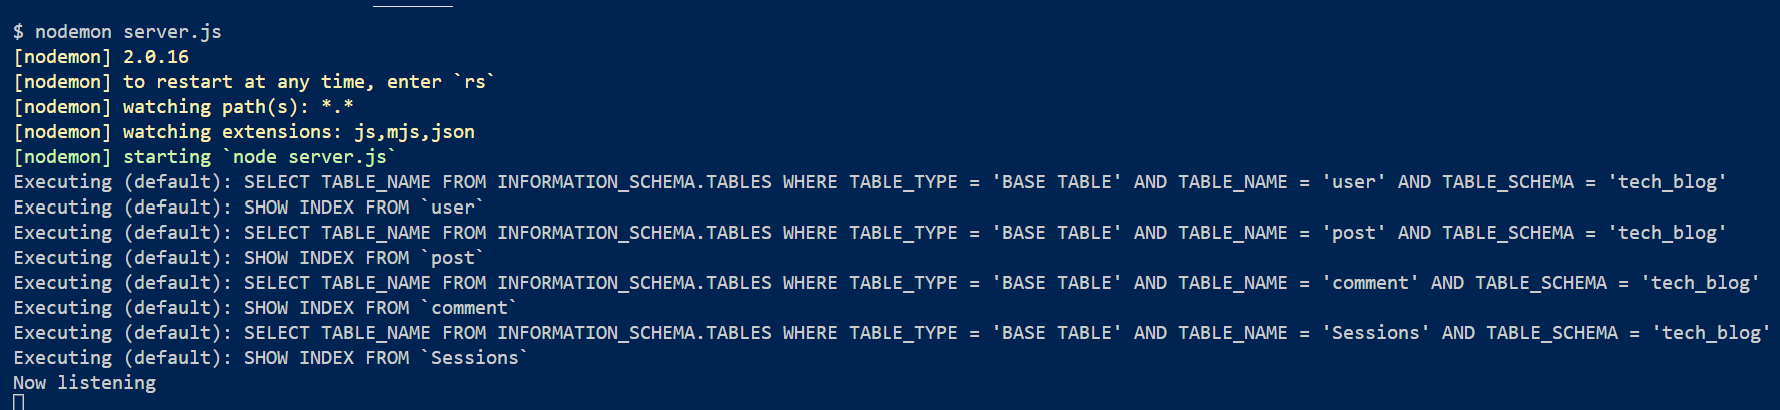 $ nodemon server.js
[nodemon] 2.0.16
[nodemon] to restart at any time, enter `rs`
[nodemon] watching path(s): *.*
[nodemon] watching extensions: js,mjs,json
[nodemon] starting `node server.js`
Executing (default): SELECT TABLE_NAME FROM INFORMATION_SCHEMA.TABLES WHERE TABLE_TYPE = 'BASE TABLE' AND TABLE_NAME = 'user' AND TABLE_SCHEMA = 'tech_blog'
Executing (default): SHOW INDEX FROM `user`
Executing (default): SELECT TABLE_NAME FROM INFORMATION_SCHEMA.TABLES WHERE TABLE_TYPE = 'BASE TABLE' AND TABLE_NAME = 'post' AND TABLE_SCHEMA = 'tech_blog'
Executing (default): SHOW INDEX FROM `post`
Executing (default): SELECT TABLE_NAME FROM INFORMATION_SCHEMA.TABLES WHERE TABLE_TYPE = 'BASE TABLE' AND TABLE_NAME = 'comment' AND TABLE_SCHEMA = 'tech_blog'
Executing (default): SHOW INDEX FROM `comment`
Executing (default): SELECT TABLE_NAME FROM INFORMATION_SCHEMA.TABLES WHERE TABLE_TYPE = 'BASE TABLE' AND TABLE_NAME = 'Sessions' AND TABLE_SCHEMA = 'tech_blog'
Executing (default): SHOW INDEX FROM `Sessions`
Now listening